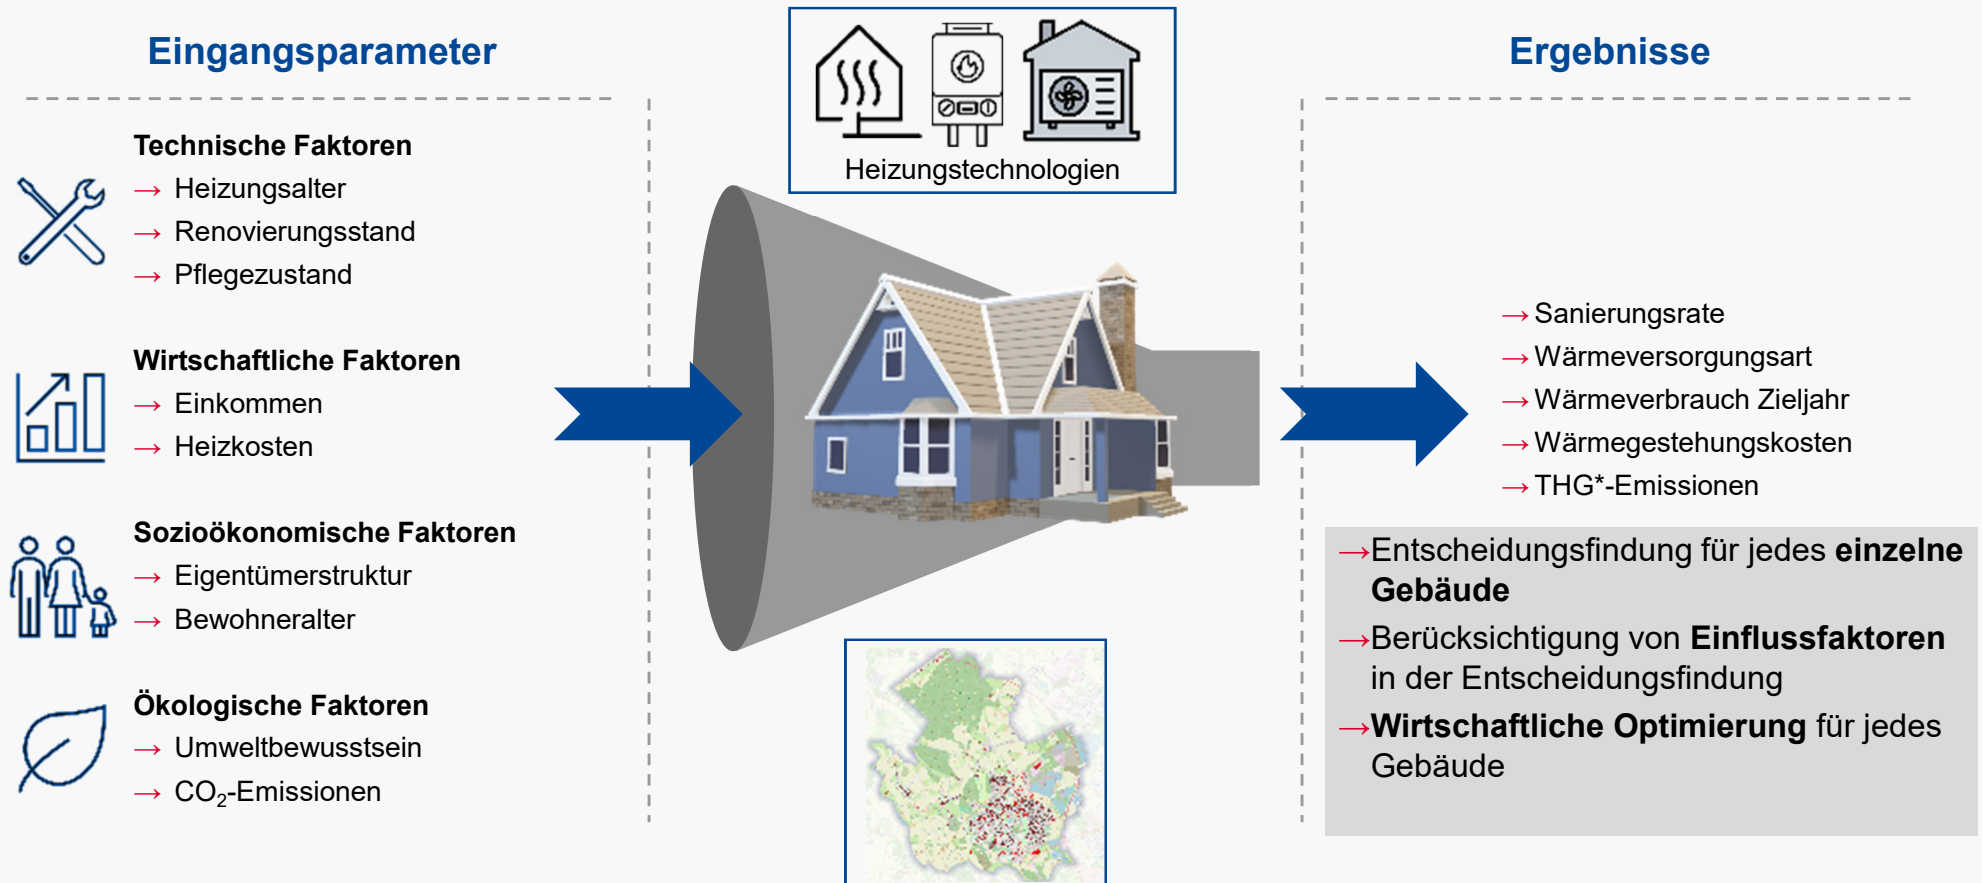 Eingangsparameter
Technische Faktoren
→ Heizungsalter
→ Renovierungsstand
→ Pflegezustand
Wirtschaftliche Faktoren
→ Einkommen
→ Heizkosten
Sozioökonomische Faktoren
→ Eigentümerstruktur
→ Bewohneralter
Ökologische Faktoren
→ Umweltbewusstsein
→ CO₂-Emissionen
Heizungstechnologien
Ergebnisse
→ Sanierungsrate
→ Wärmeversorgungsart
→ Wärmeverbrauch Zieljahr
→ Wärmegestehungskosten
→ THG*-Emissionen
→ Entscheidungsfindung für jedes einzelne
Gebäude
→ Berücksichtigung von Einflussfaktoren
in der Entscheidungsfindung
→ Wirtschaftliche Optimierung für jedes
Gebäude